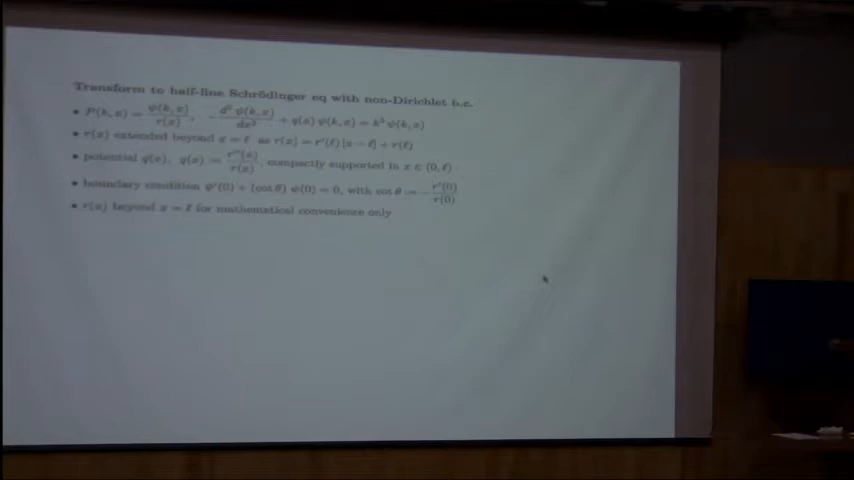 Transform to half-line Schrödinger eq with non-Dirichlet b.c.
• P(k, x) = ψ(k, x) / r(x), − d² ψ(k, x) / dx² + q(x) ψ(k, x) = k² ψ(k, x)
• r(x) extended beyond x = ℓ as r(x) = r′(ℓ) [x − ℓ] + r(ℓ)
• potential q(x), q(x) := r″(x) / r(x), compactly supported in x ∈ (0, ℓ)
• boundary condition ψ′(0) + (cot θ) ψ(0) = 0, with cot θ := − r′(0) / r(0)
• r(x) beyond x = ℓ for mathematical convenience only